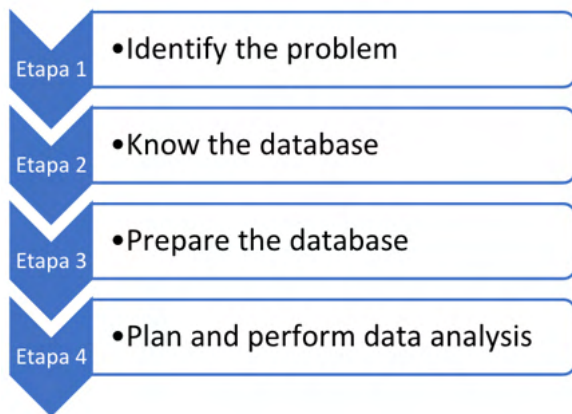 Etapa 1
•Identify the problem
Etapa 2
•Know the database
Etapa 3
•Prepare the database
Etapa 4
•Plan and perform data analysis